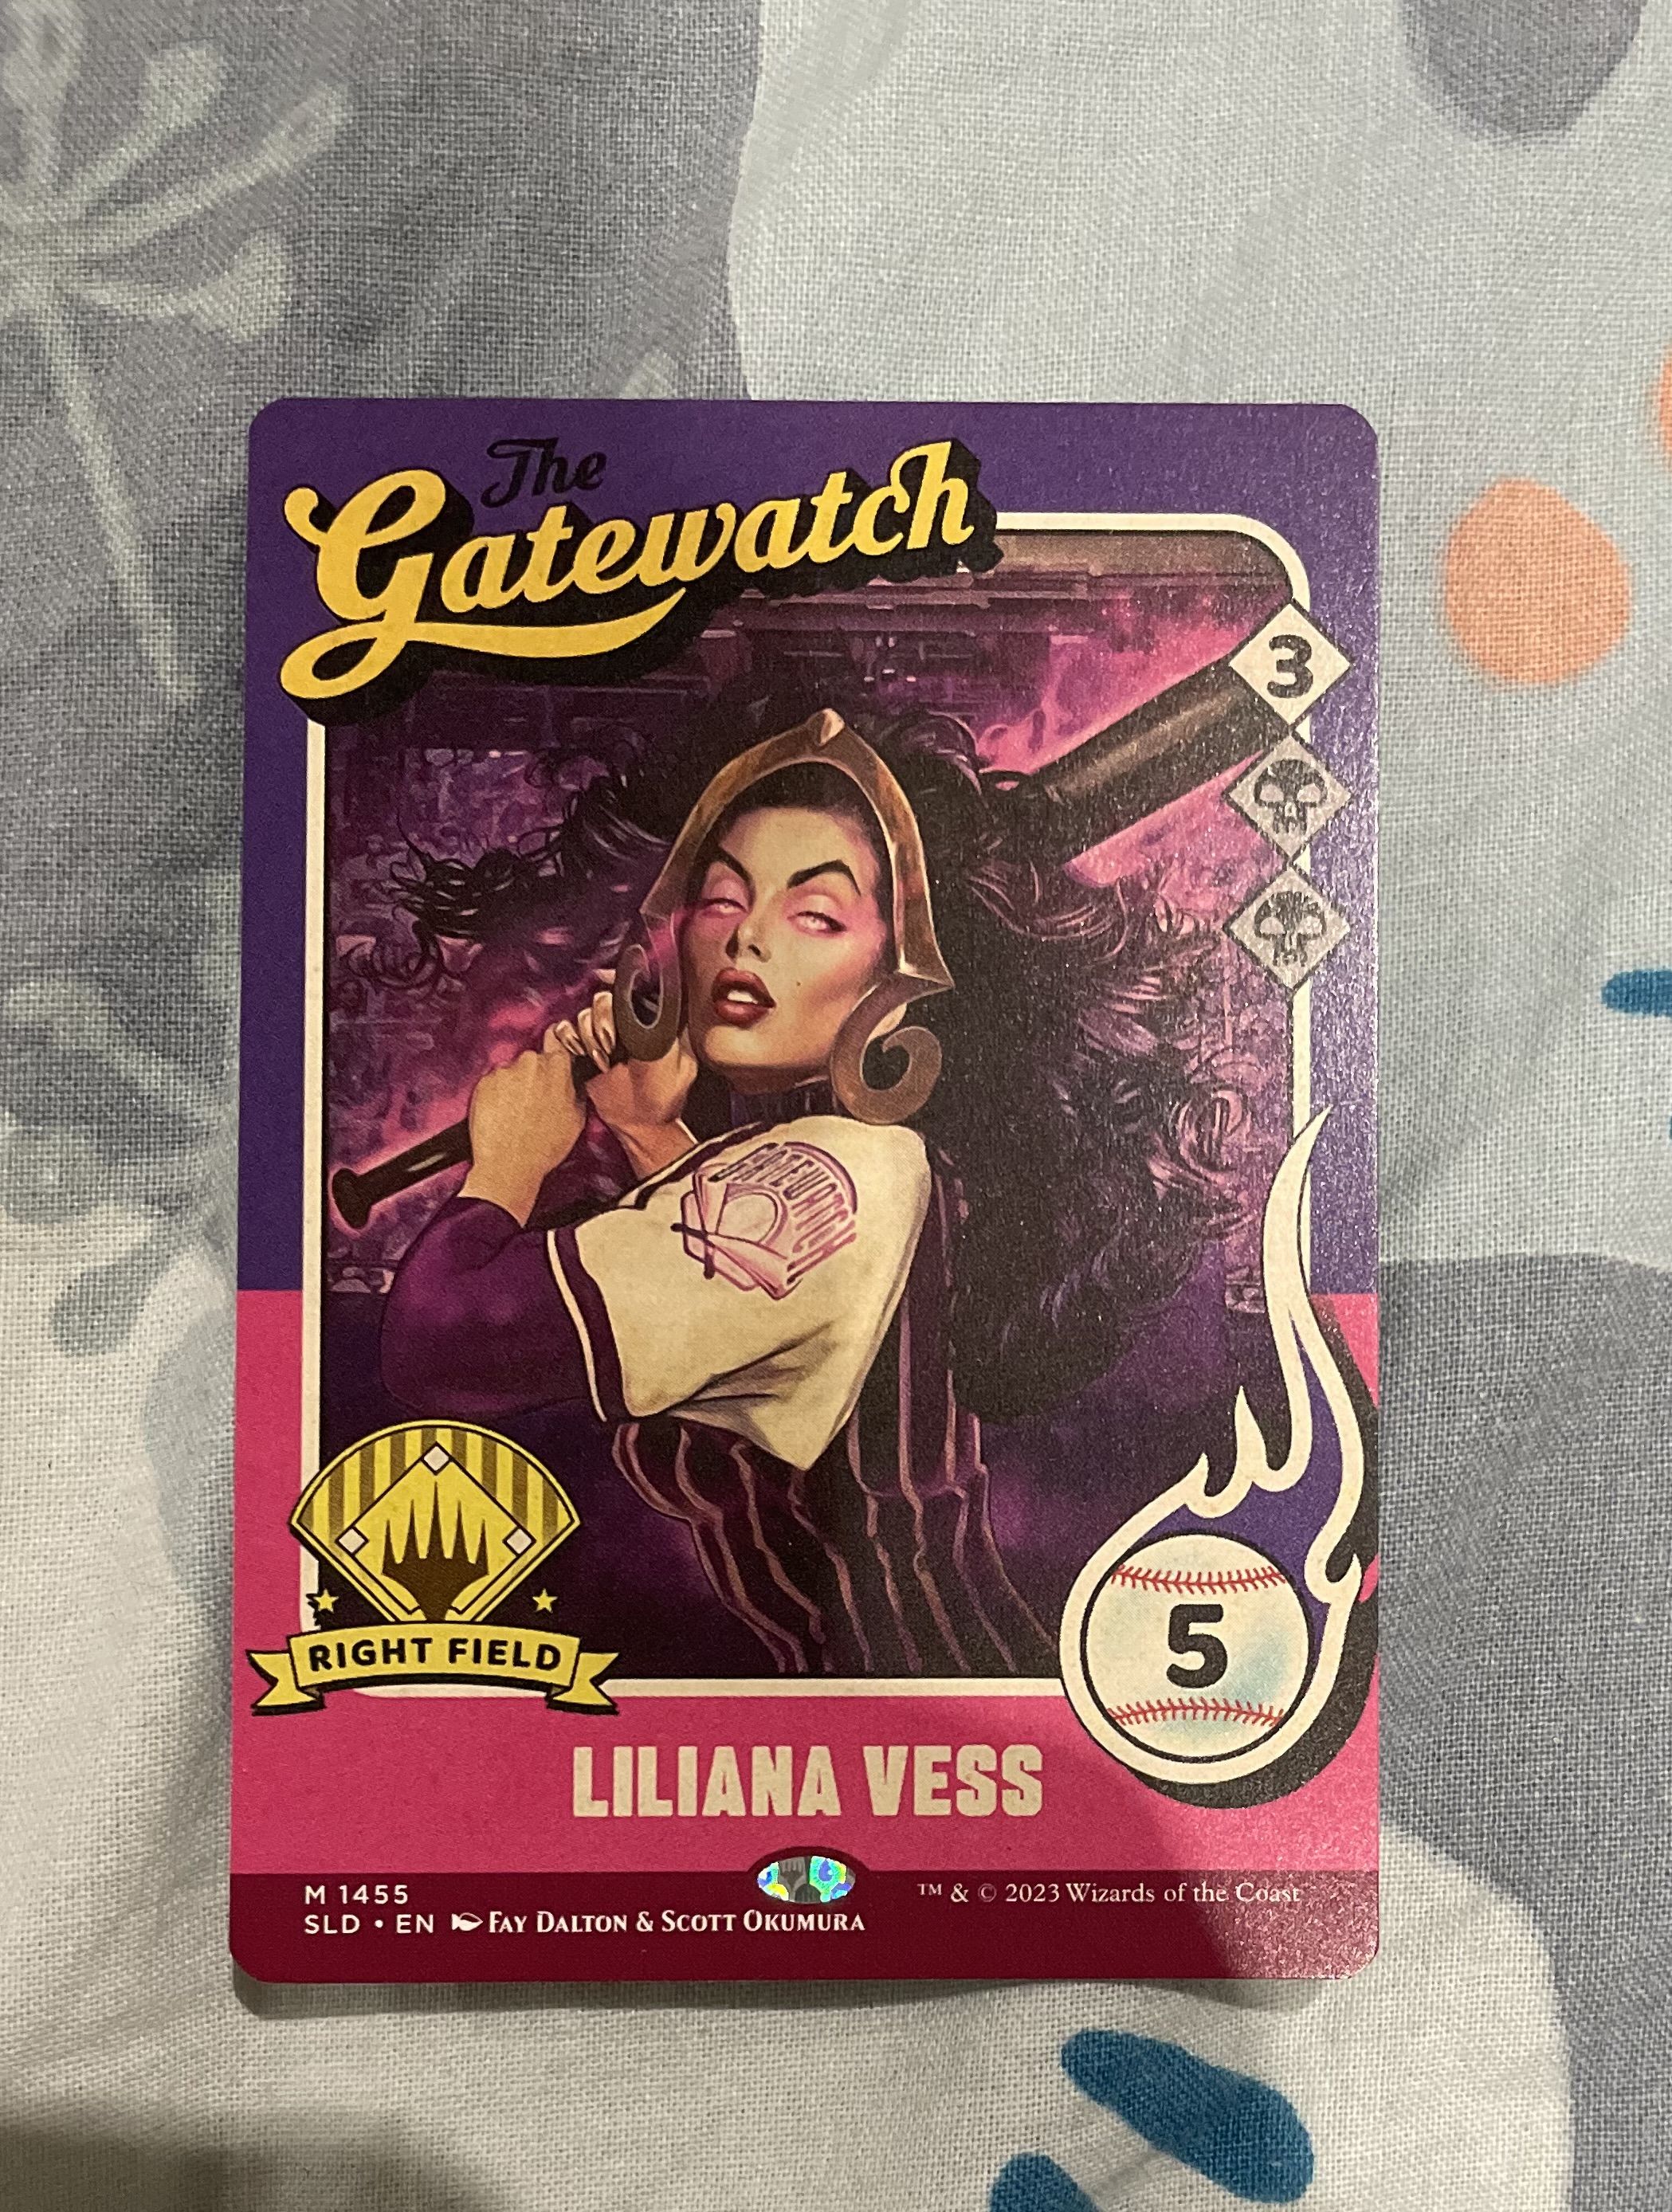 The
Gatewatch
3
GATEWATCH
RIGHT FIELD
5
LILIANA VESS
M 1455
SLD • EN FAY DALTON & SCOTT OKUMURA
™ & © 2023 Wizards of the Coast